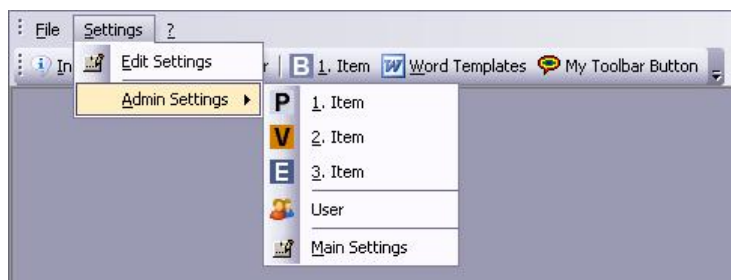 File Settings ?
In r B 1. Item W Word Templates My Toolbar Button
Edit Settings
Admin Settings
P 1. Item
V 2. Item
E 3. Item
User
Main Settings